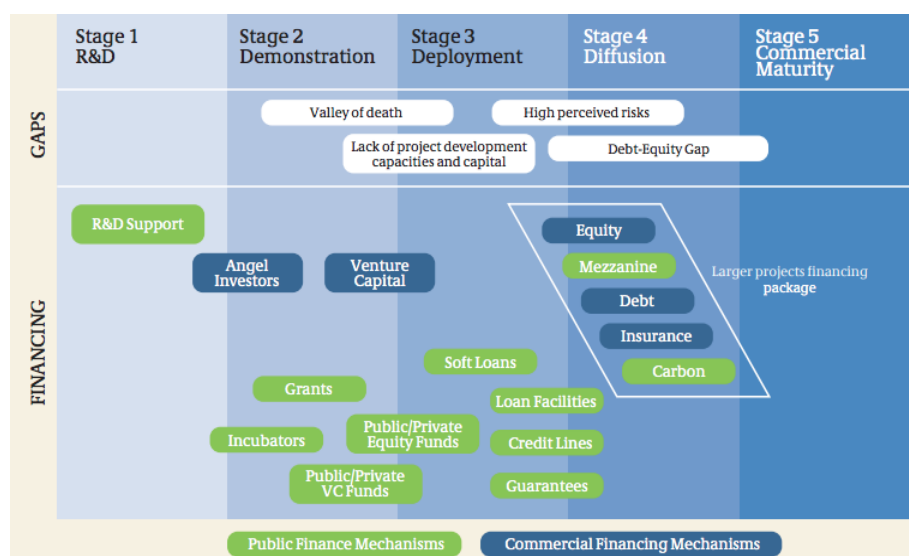 Stage 1
R&D
Stage 2
Demonstration
Stage 3
Deployment
Stage 4
Diffusion
Stage 5
Commercial
Maturity
GAPS
Valley of death
High perceived risks
Lack of project development
capacities and capital
Debt-Equity Gap
FINANCING
R&D Support
Equity
Angel
Investors
Venture
Capital
Mezzanine
Larger projects financing
package
Debt
Insurance
Soft Loans
Carbon
Grants
Loan Facilities
Incubators
Public/Private
Equity Funds
Credit Lines
Public/Private
VC Funds
Guarantees
Public Finance Mechanisms
Commercial Financing Mechanisms